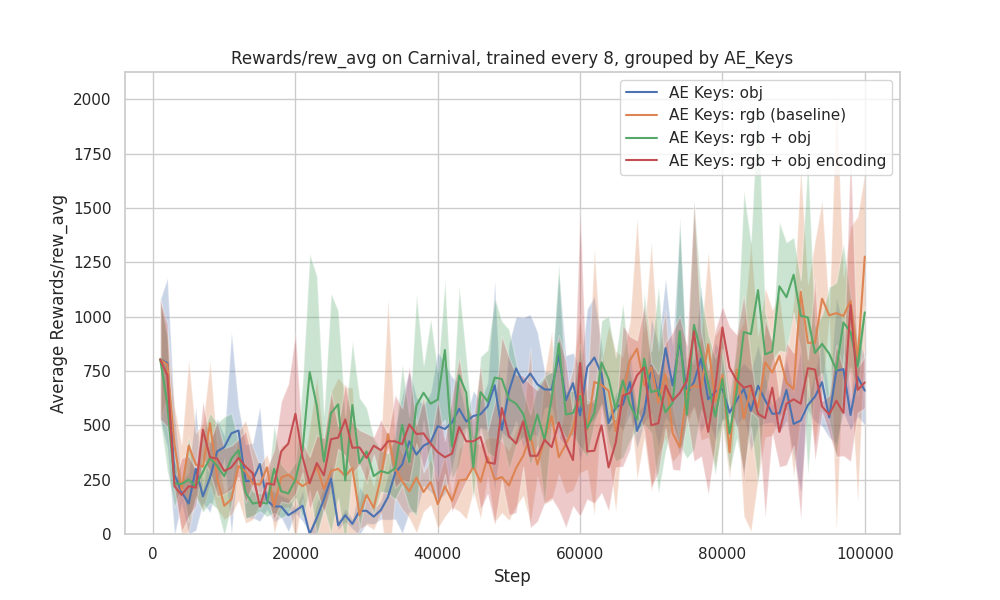 Rewards/rew_avg on Carnival, trained every 8, grouped by AE_Keys
AE Keys: obj
AE Keys: rgb (baseline)
AE Keys: rgb + obj
AE Keys: rgb + obj encoding
Average Rewards/rew_avg
2000
1750
1500
1250
1000
750
500
250
0
0
20000
40000
60000
80000
100000
Step